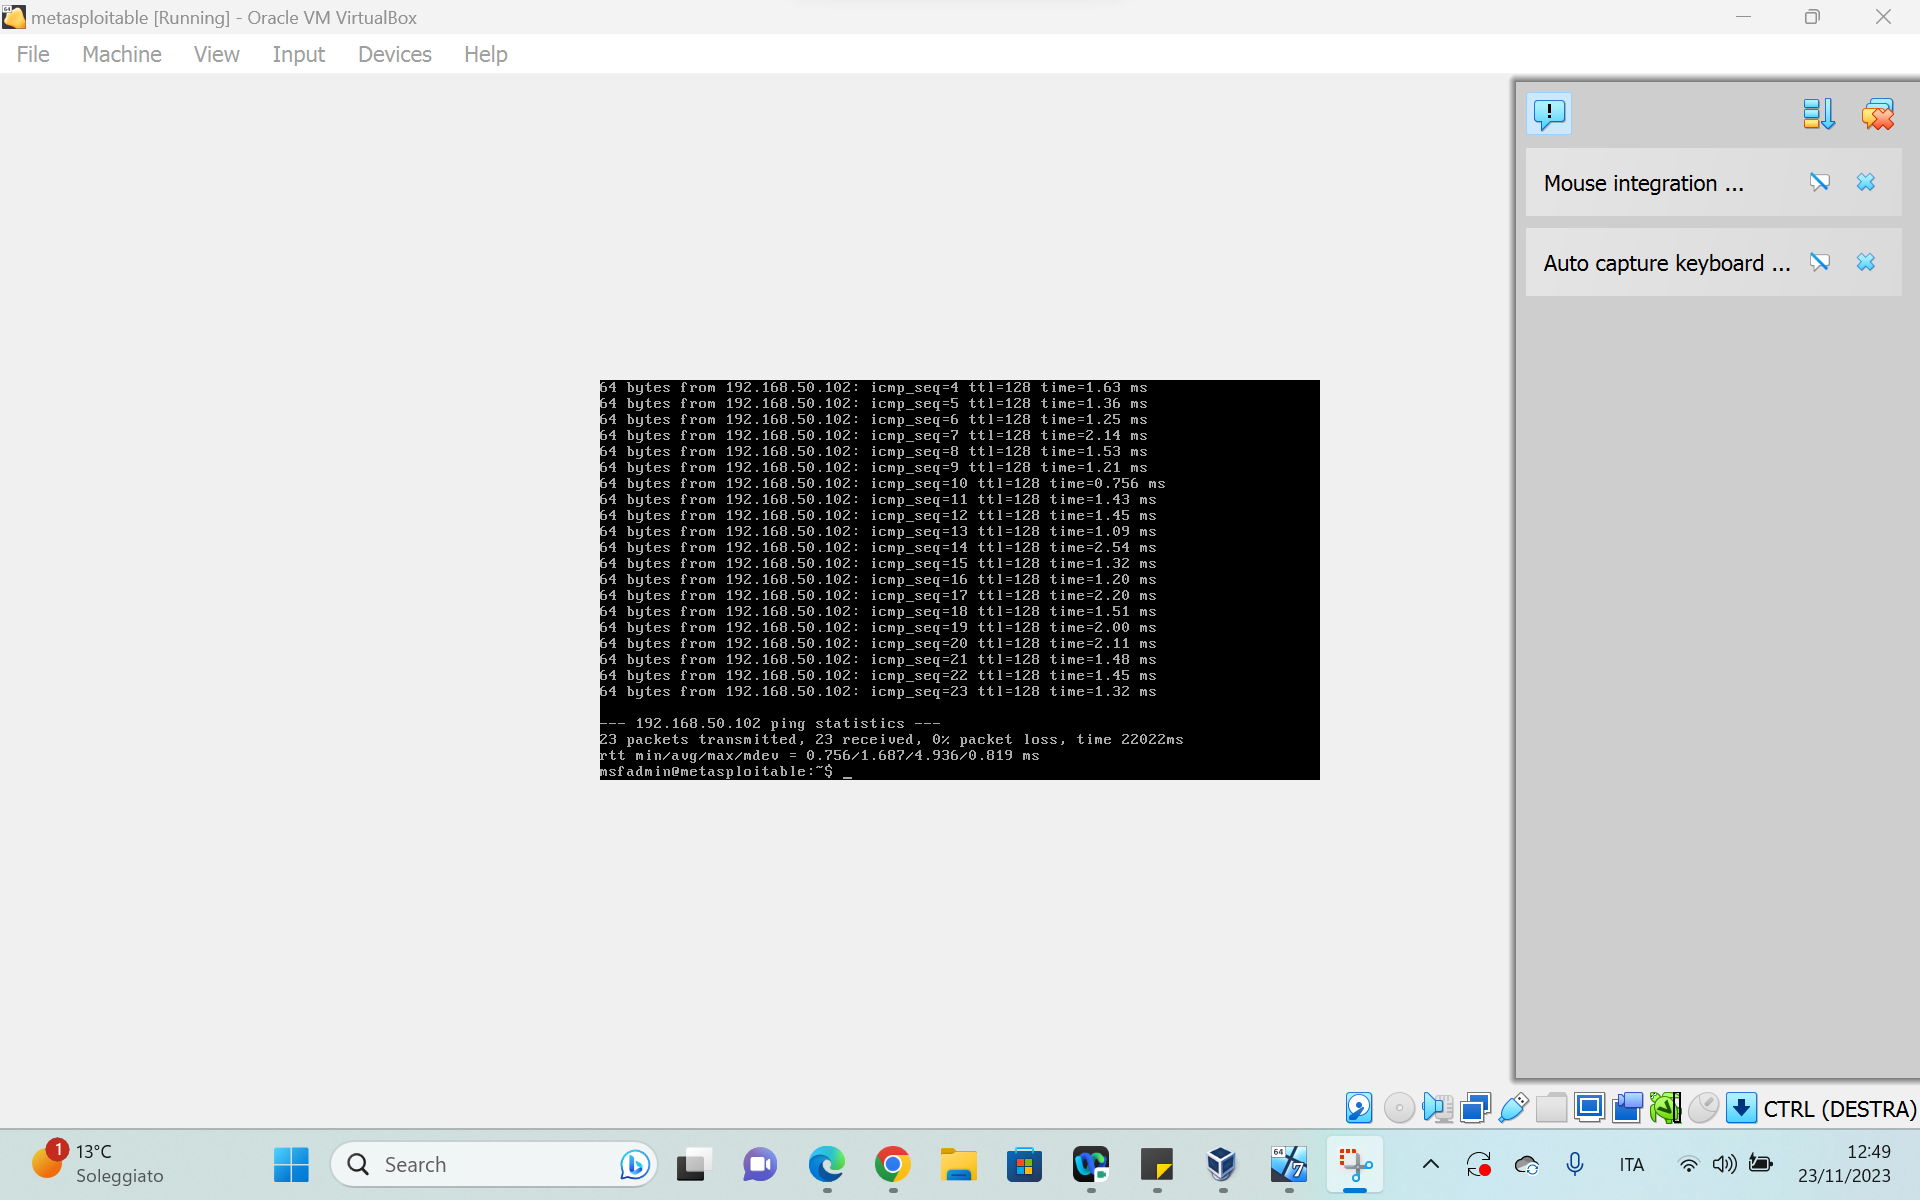 metasploitable [Running] - Oracle VM VirtualBox
File Machine View Input Devices Help
Mouse integration ...
Auto capture keyboard ...
64 bytes from 192.168.50.102: icmp_seq=4 ttl=128 time=1.63 ms
64 bytes from 192.168.50.102: icmp_seq=5 ttl=128 time=1.36 ms
64 bytes from 192.168.50.102: icmp_seq=6 ttl=128 time=1.25 ms
64 bytes from 192.168.50.102: icmp_seq=7 ttl=128 time=2.14 ms
64 bytes from 192.168.50.102: icmp_seq=8 ttl=128 time=1.53 ms
64 bytes from 192.168.50.102: icmp_seq=9 ttl=128 time=1.21 ms
64 bytes from 192.168.50.102: icmp_seq=10 ttl=128 time=0.756 ms
64 bytes from 192.168.50.102: icmp_seq=11 ttl=128 time=1.43 ms
64 bytes from 192.168.50.102: icmp_seq=12 ttl=128 time=1.45 ms
64 bytes from 192.168.50.102: icmp_seq=13 ttl=128 time=1.09 ms
64 bytes from 192.168.50.102: icmp_seq=14 ttl=128 time=2.54 ms
64 bytes from 192.168.50.102: icmp_seq=15 ttl=128 time=1.32 ms
64 bytes from 192.168.50.102: icmp_seq=16 ttl=128 time=1.20 ms
64 bytes from 192.168.50.102: icmp_seq=17 ttl=128 time=2.20 ms
64 bytes from 192.168.50.102: icmp_seq=18 ttl=128 time=1.51 ms
64 bytes from 192.168.50.102: icmp_seq=19 ttl=128 time=2.00 ms
64 bytes from 192.168.50.102: icmp_seq=20 ttl=128 time=2.11 ms
64 bytes from 192.168.50.102: icmp_seq=21 ttl=128 time=1.48 ms
64 bytes from 192.168.50.102: icmp_seq=22 ttl=128 time=1.45 ms
64 bytes from 192.168.50.102: icmp_seq=23 ttl=128 time=1.32 ms
--- 192.168.50.102 ping statistics ---
23 packets transmitted, 23 received, 0% packet loss, time 22022ms
rtt min/avg/max/mdev = 0.756/1.687/4.936/0.819 ms
msfadmin@metasploitable:~$ _
CTRL (DESTRA)
1
13°C
Soleggiato
Search
64
7
ITA
12:49
23/11/2023